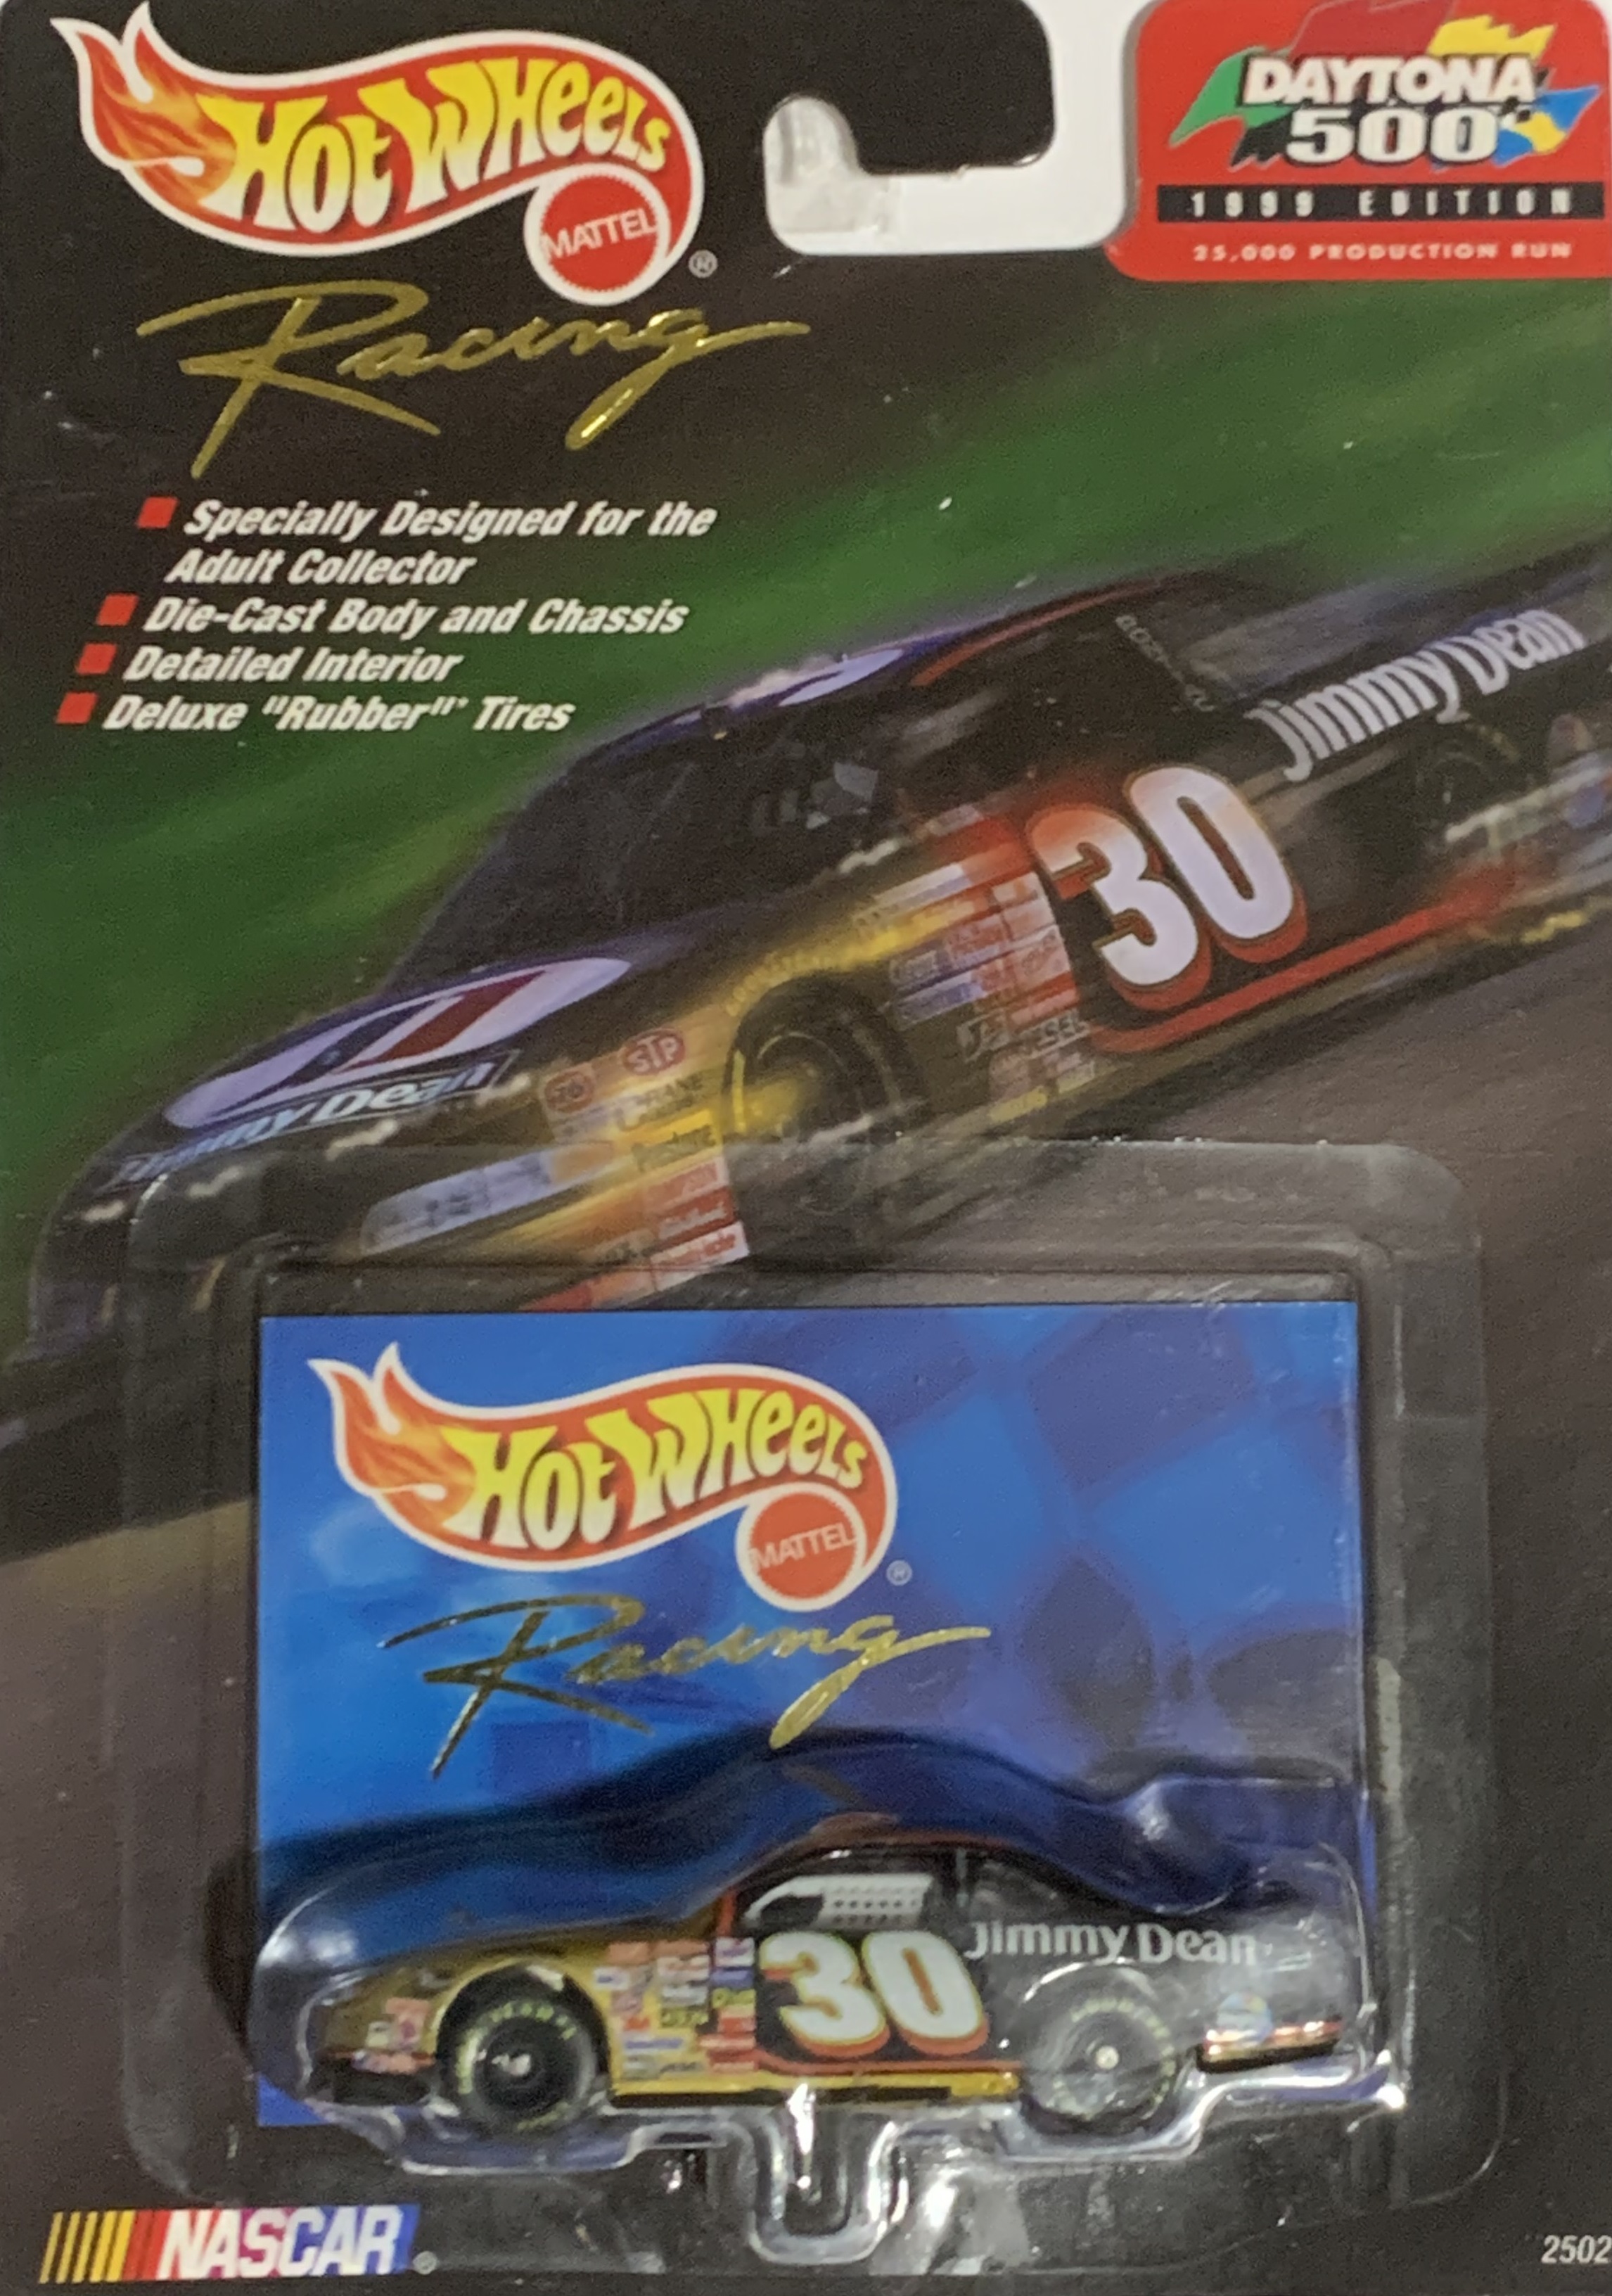 HOT WHEELS
MATTEL
®
Racing
DAYTONA
500
1999 EDITION
25,000 PRODUCTION RUN
Specially Designed for the
Adult Collector
Die-Cast Body and Chassis
Detailed Interior
Deluxe "Rubber"* Tires
Jimmy Dean
30
Jimmy Dean
STP
76
HOT WHEELS
MATTEL
®
Racing
30
Jimmy Dean
NASCAR
®
2502